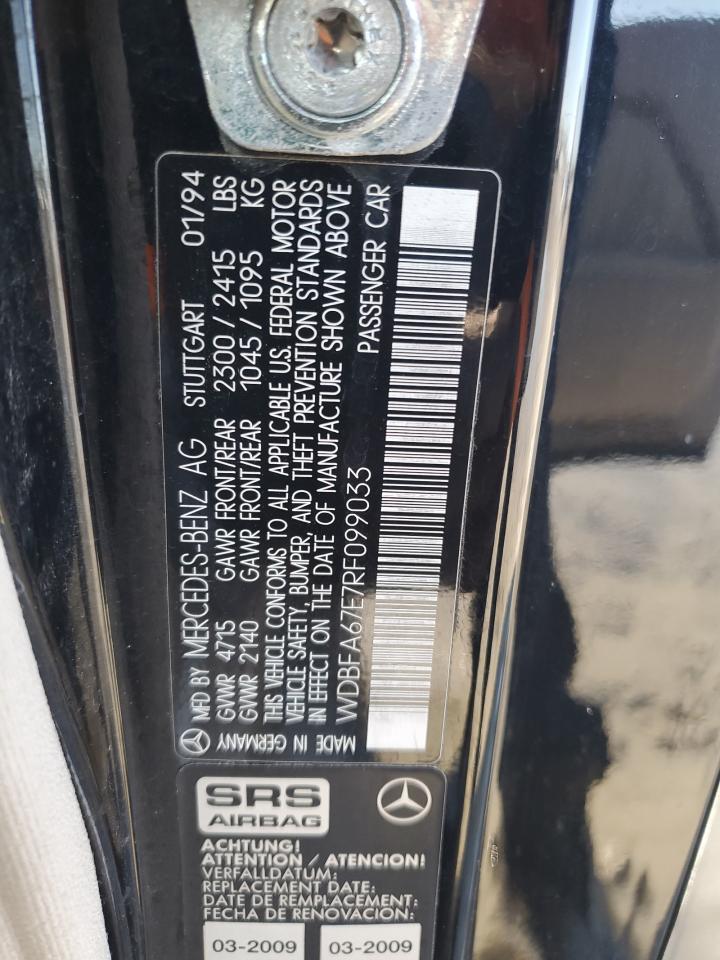 MFD BY MERCEDES-BENZ AG STUTTGART 01/94
GVWR 4715 GAWR FRONT/REAR 2300 / 2415 LBS
GVWR 2140 GAWR FRONT/REAR 1045 / 1095 KG
THIS VEHICLE CONFORMS TO ALL APPLICABLE U.S. FEDERAL MOTOR
VEHICLE SAFETY, BUMPER, AND THEFT PREVENTION STANDARDS
IN EFFECT ON THE DATE OF MANUFACTURE SHOWN ABOVE
WDBFA67E7RF099033 PASSENGER CAR
MADE IN GERMANY
SRS
AIRBAG
ACHTUNG!
ATTENTION / ATENCION!
VERFALLDATUM:
REPLACEMENT DATE:
DATE DE REMPLACEMENT:
FECHA DE RENOVACION:
03-2009 03-2009